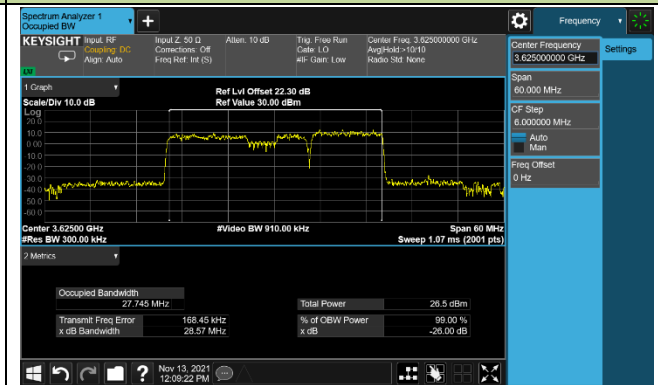 Spectrum Analyzer 1
Occupied BW
+
Frequency
KEYSIGHT
Input: RF
Coupling: DC
Align: Auto
Input Z: 50 Ω
Corrections: Off
Freq Ref: Int (S)
Atten: 10 dB
Trig: Free Run
Gate: LO
#IF Gain: Low
Center Freq: 3.625000000 GHz
Avg|Hold:>10/10
Radio Std: None
Center Frequency
3.625000000 GHz
Settings
Span
60.000 MHz
CF Step
6.000000 MHz
Auto
Man
Freq Offset
0 Hz
1 Graph
Scale/Div 10.0 dB
Ref Lvl Offset 22.30 dB
Ref Value 30.00 dBm
Log
20.0
10.0
0.00
-10.0
-20.0
-30.0
-40.0
-50.0
-60.0
Center 3.62500 GHz
#Res BW 300.00 kHz
#Video BW 910.00 kHz
Span 60 MHz
Sweep 1.07 ms (2001 pts)
2 Metrics
Occupied Bandwidth
27.745 MHz
Total Power 26.5 dBm
Transmit Freq Error 168.45 kHz
% of OBW Power 99.00 %
x dB Bandwidth 28.57 MHz
x dB -26.00 dB
?
Nov 13, 2021
12:09:22 PM